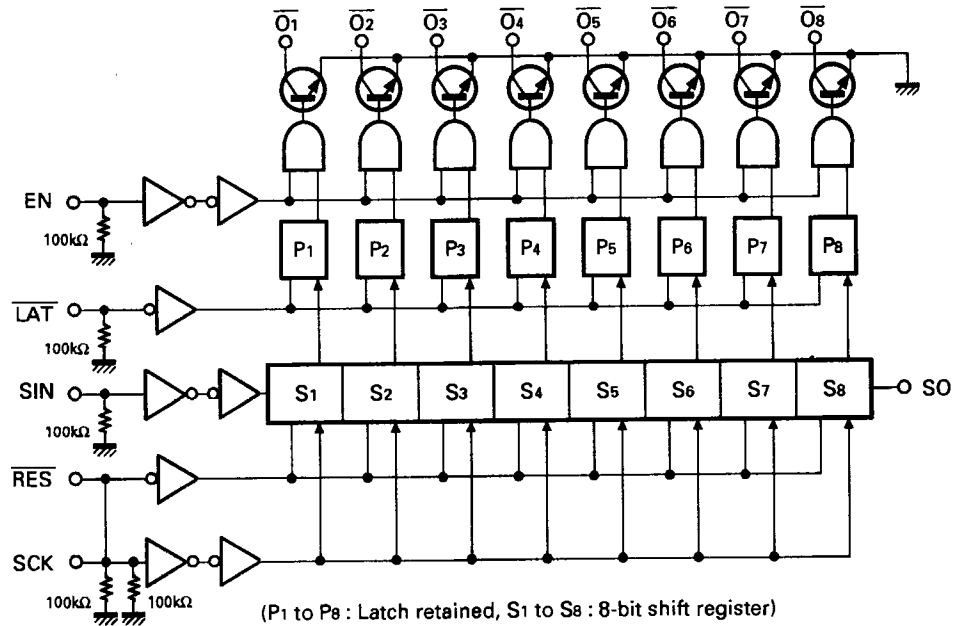 O1 O2 O3 O4 O5 O6 O7 O8
EN
100kΩ
P1 P2 P3 P4 P5 P6 P7 P8
LAT
100kΩ
SIN
S1 S2 S3 S4 S5 S6 S7 S8
SO
100kΩ
RES
SCK
100kΩ 100kΩ
(P1 to P8 : Latch retained, S1 to S8 : 8-bit shift register)